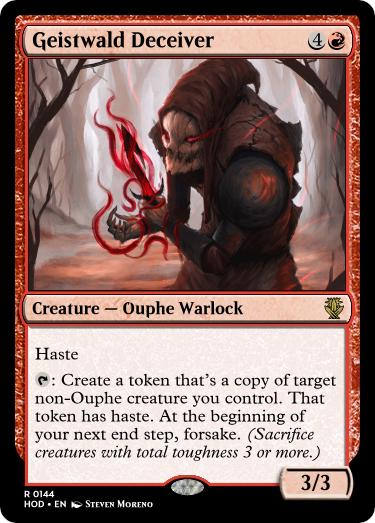 Geistwald Deceiver 4
Creature — Ouphe Warlock
Haste
: Create a token that's a copy of target
non-Ouphe creature you control. That
token has haste. At the beginning of
your next end step, forsake. (Sacrifice
creatures with total toughness 3 or more.)
R 0144
HOD • EN Steven Moreno
3/3